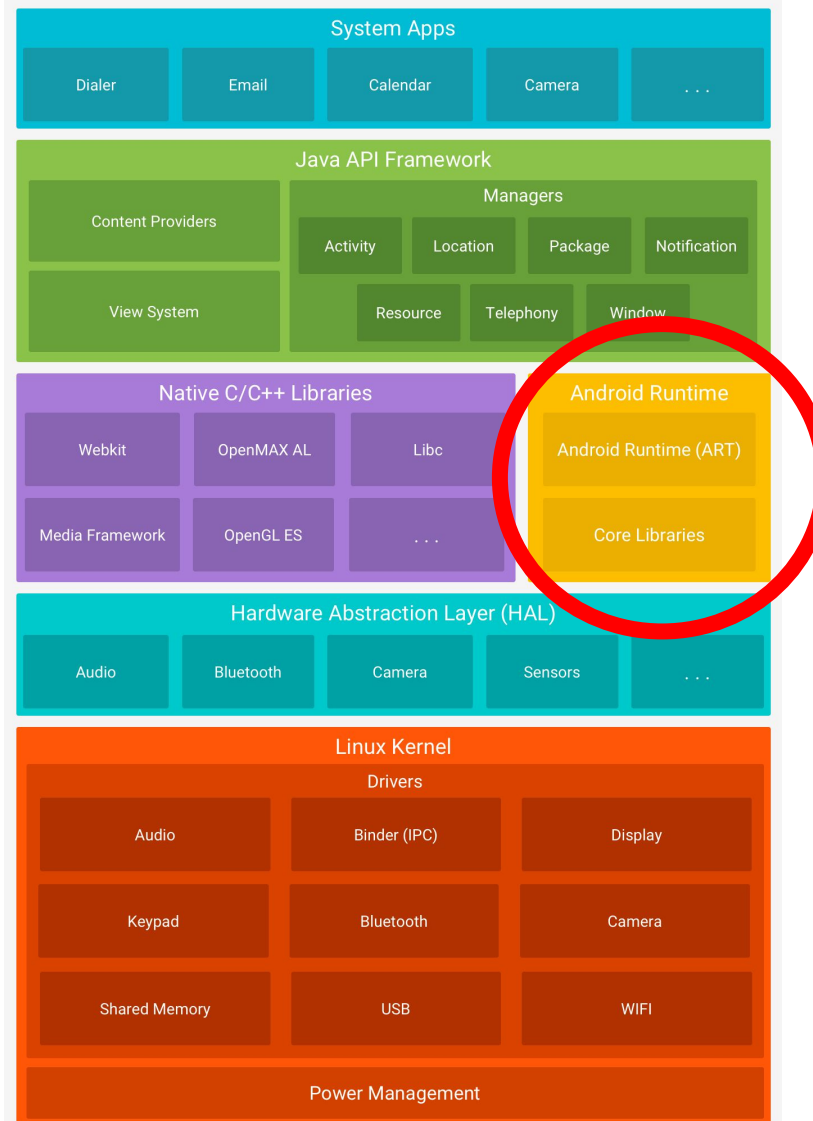 System Apps
Dialer Email Calendar Camera . . .
Java API Framework
Content Providers
View System
Managers
Activity Location Package Notification
Resource Telephony Window
Native C/C++ Libraries
Webkit OpenMAX AL Libc
Media Framework OpenGL ES . . .
Android Runtime
Android Runtime (ART)
Core Libraries
Hardware Abstraction Layer (HAL)
Audio Bluetooth Camera Sensors . . .
Linux Kernel
Drivers
Audio Binder (IPC) Display
Keypad Bluetooth Camera
Shared Memory USB WIFI
Power Management